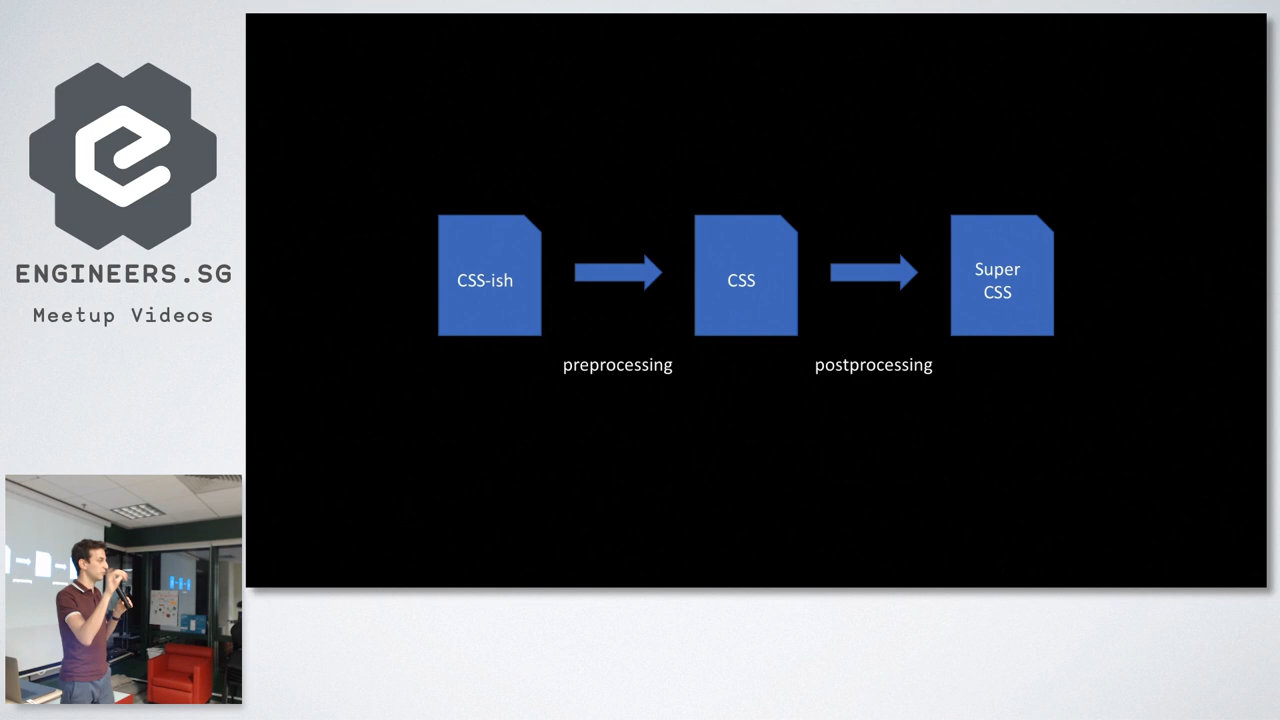 ENGINEERS.SG
Meetup Videos
CSS-ish
CSS
Super
CSS
preprocessing
postprocessing